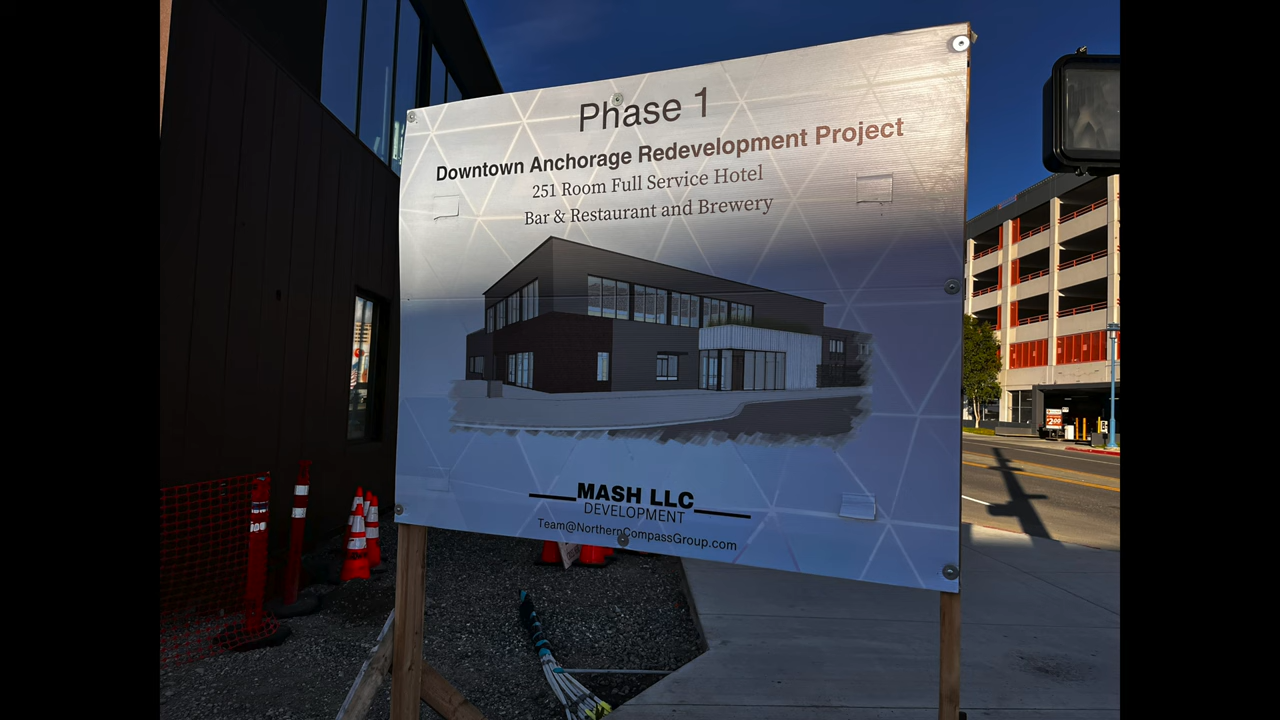 Phase 1
Downtown Anchorage Redevelopment Project
251 Room Full Service Hotel
Bar & Restaurant and Brewery
MASH LLC
DEVELOPMENT
Team@NorthernCompassGroup.com